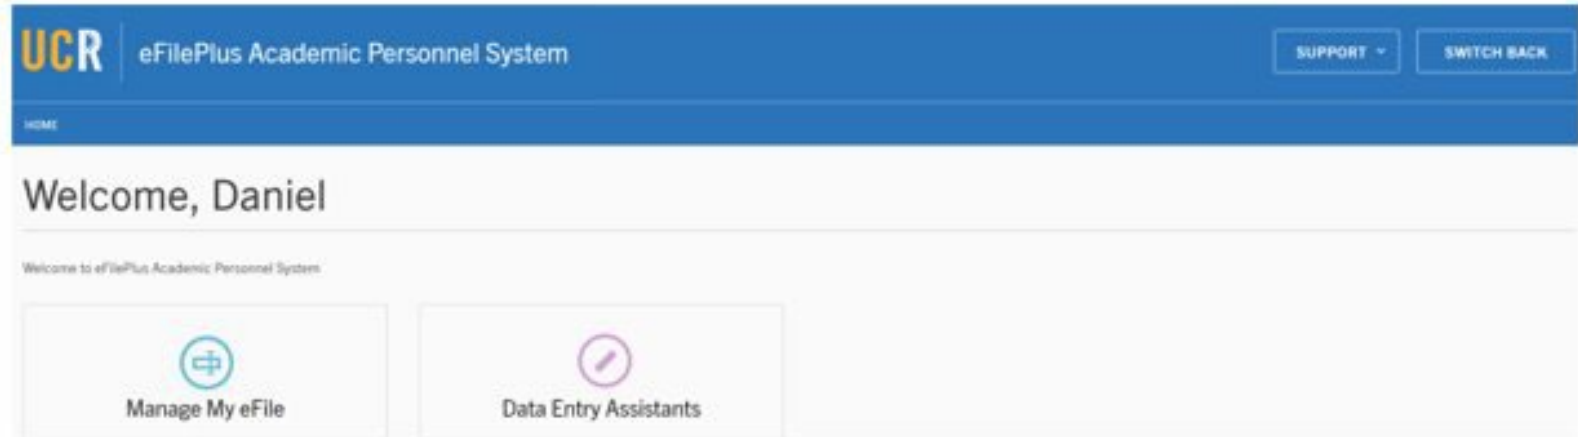 UCR eFilePlus Academic Personnel System SUPPORT SWITCH BACK
HOME
Welcome, Daniel
Welcome to eFilePlus Academic Personnel System
Manage My eFile Data Entry Assistants